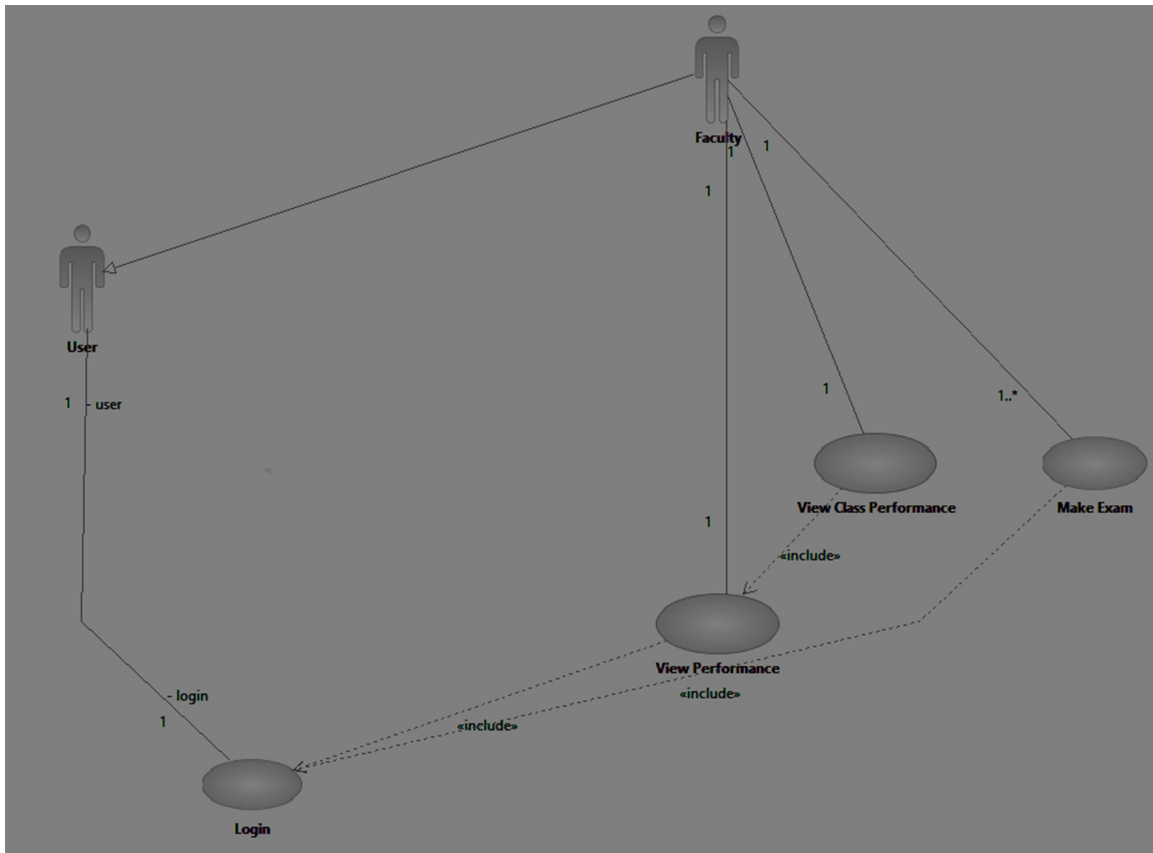 Faculty
1
1
1
User
1
- user
1
1..*
View Class Performance
Make Exam
1
«include»
View Performance
«include»
- login
1
«include»
Login